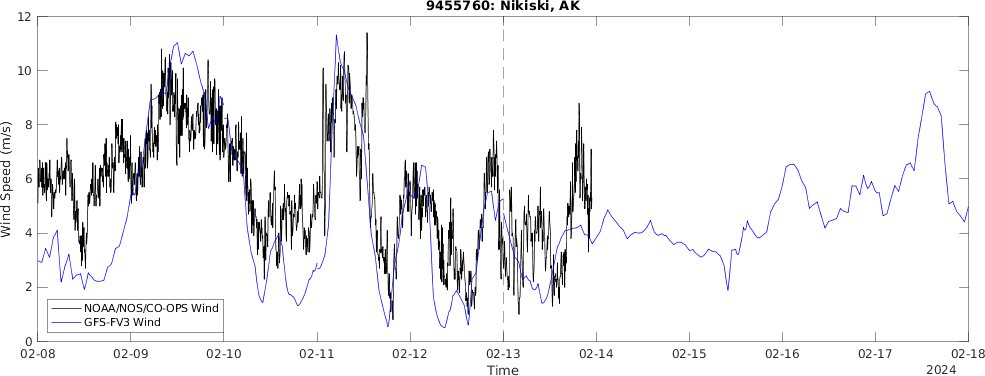 9455760: Nikiski, AK
12
10
8
6
4
2
0
Wind Speed (m/s)
NOAA/NOS/CO-OPS Wind
GFS-FV3 Wind
02-08 02-09 02-10 02-11 02-12 02-13 02-14 02-15 02-16 02-17 02-18
Time
2024